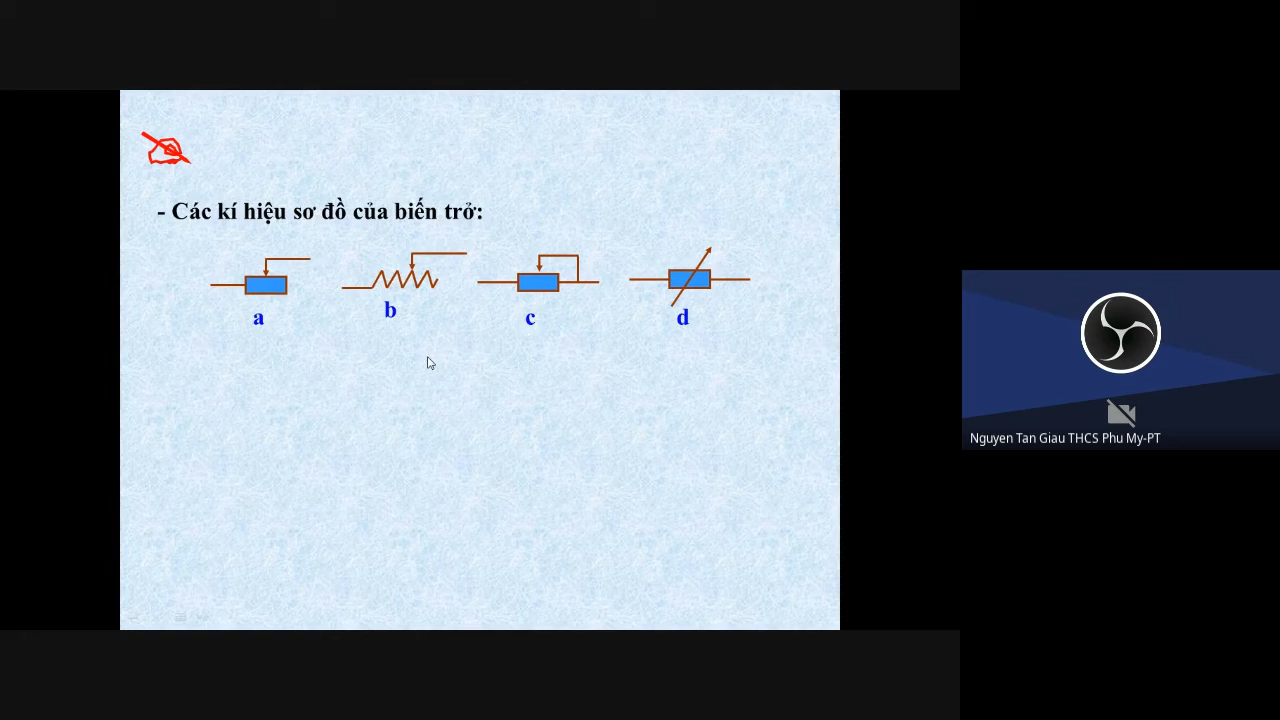 - Các kí hiệu sơ đồ của biến trở:
a b c d
Nguyen Tan Giau THCS Phu My-PT